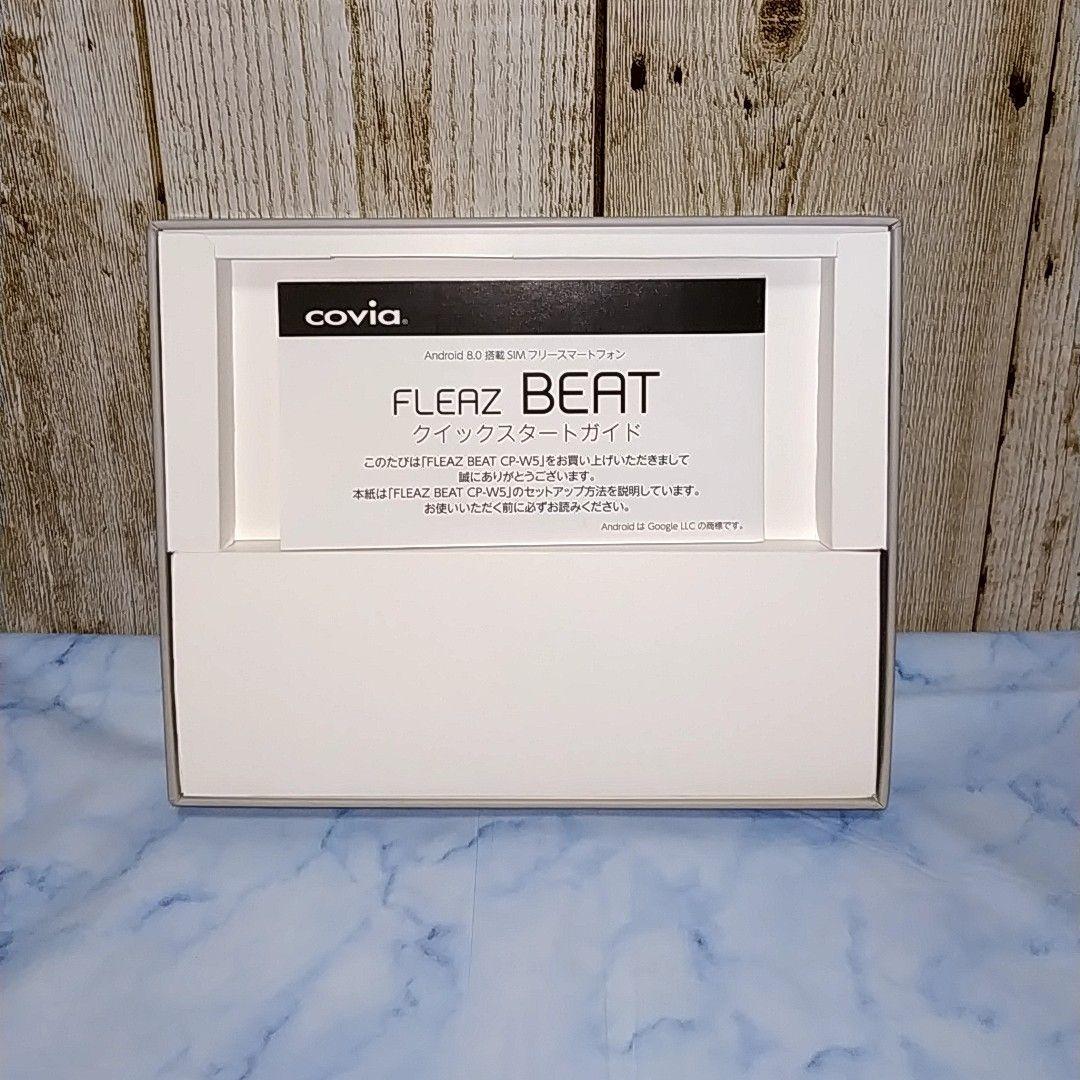 covia®
Android 8.0 搭載 SIM フリースマートフォン
FLEAZ BEAT
クイックスタートガイド
このたびは「FLEAZ BEAT CP-W5」をお買い上げいただきまして
誠にありがとうございます。
本紙は「FLEAZ BEAT CP-W5」のセットアップ方法を説明しています。
お使いいただく前に必ずお読みください。
Android は Google LLC の商標です。